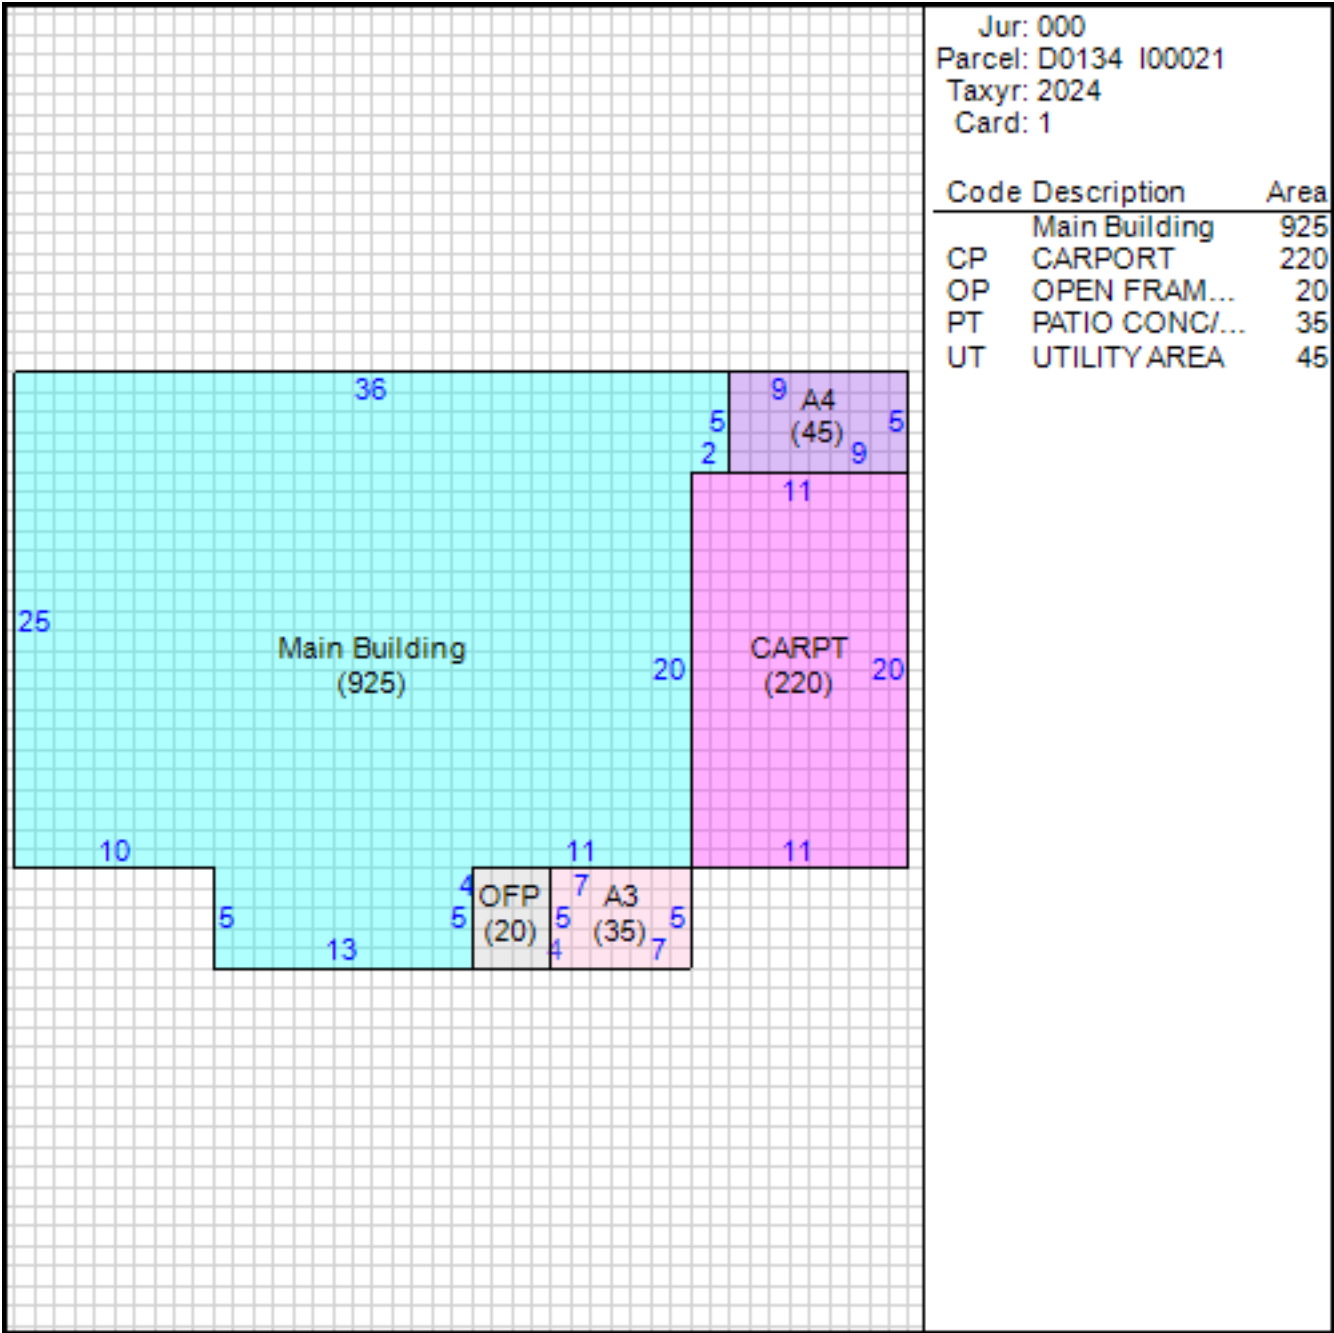 Jur: 000
Parcel: D0134 I00021
Taxyr: 2024
Card: 1
Code Description Area
Main Building 925
CP CARPORT 220
OP OPEN FRAM... 20
PT PATIO CONC/... 35
UT UTILITY AREA 45
36
9
A4
5
5
(45)
2
9
11
25
Main Building
(925)
20
CARPT
(220)
20
10
11
11
4
OFP
7
A3
5
5
(20)
5
(35)
5
13
4
7